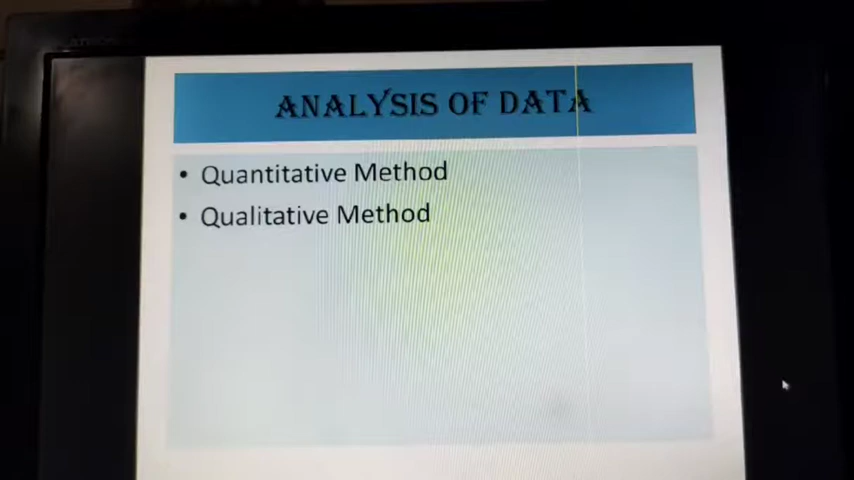 ANALYSIS OF DATA
• Quantitative Method
• Qualitative Method